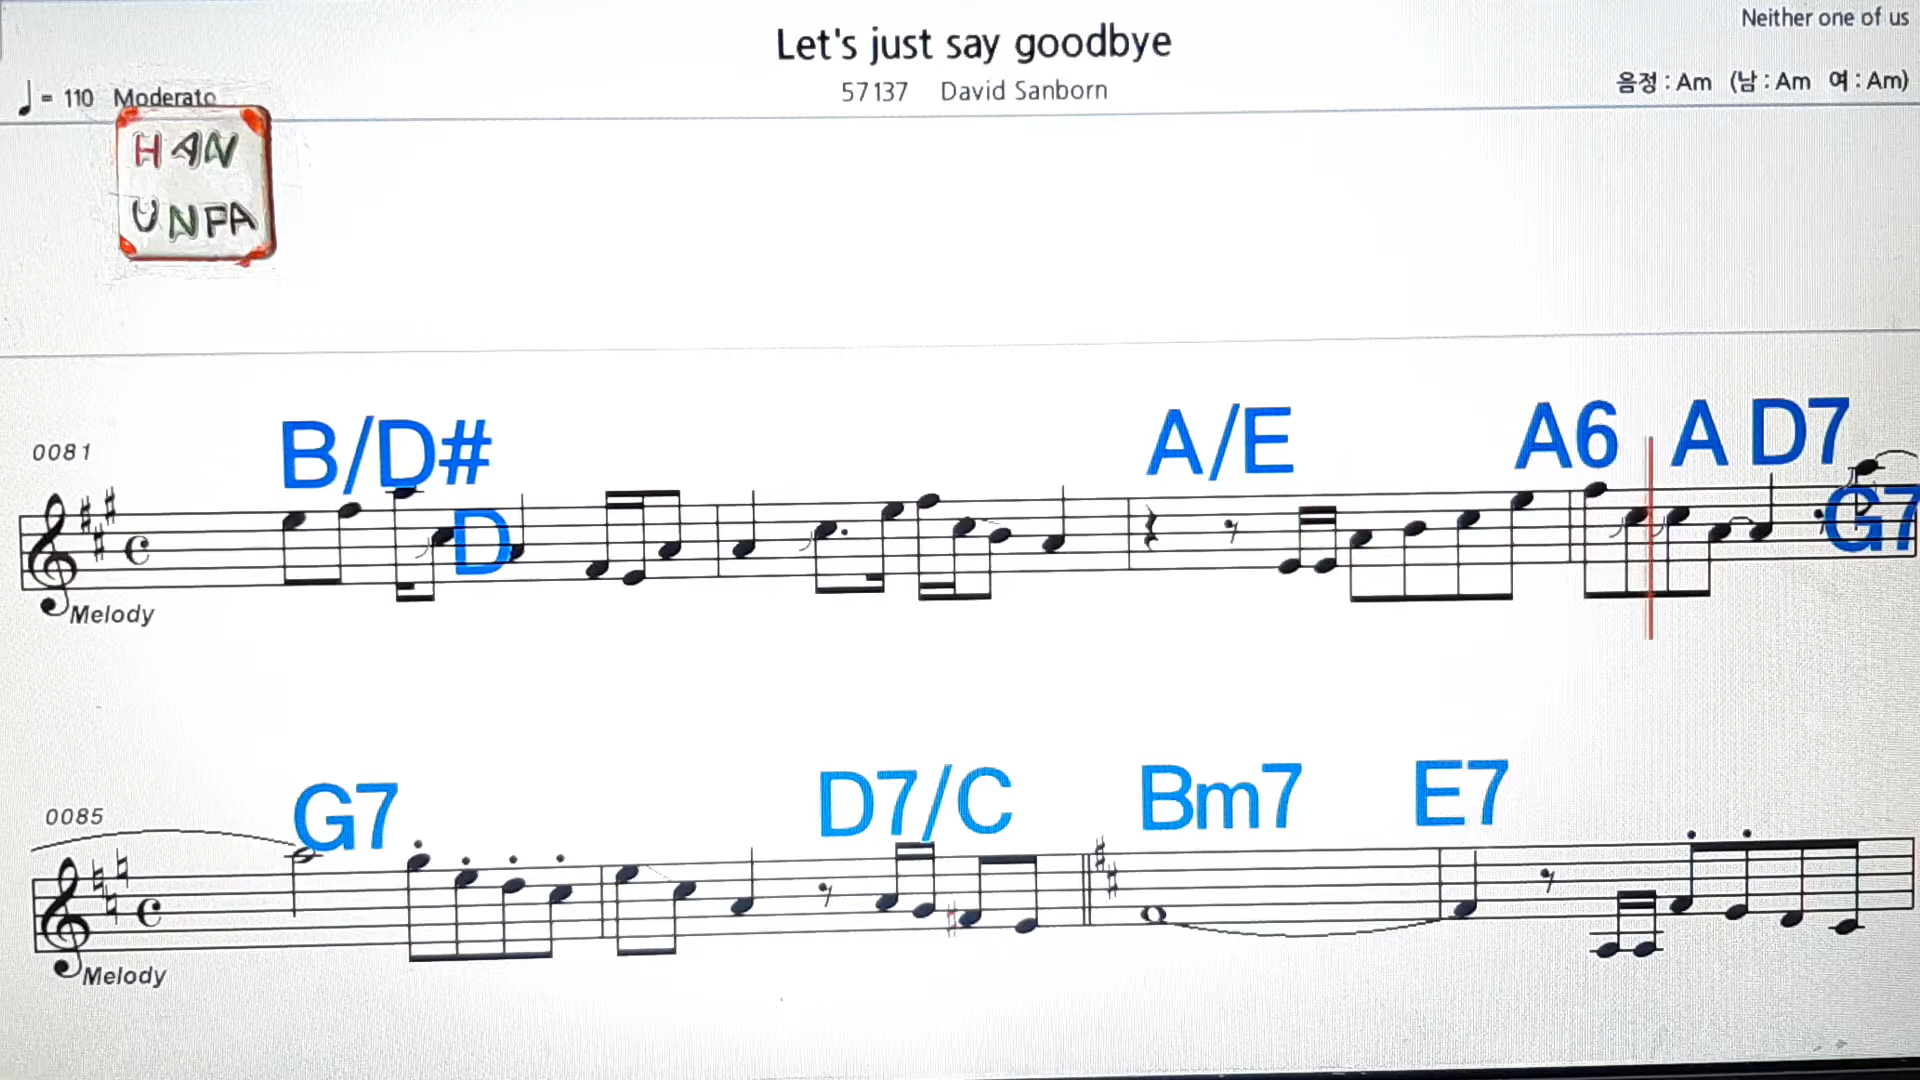 Neither one of us
Let's just say goodbye
57137 David Sanborn
♩= 110 Moderato
음정 : Am (남 : Am 여 : Am)
HAN
UNFA
0081
B/D# D A/E A6 A D7 G7
Melody
0085
G7 D7/C Bm7 E7
Melody